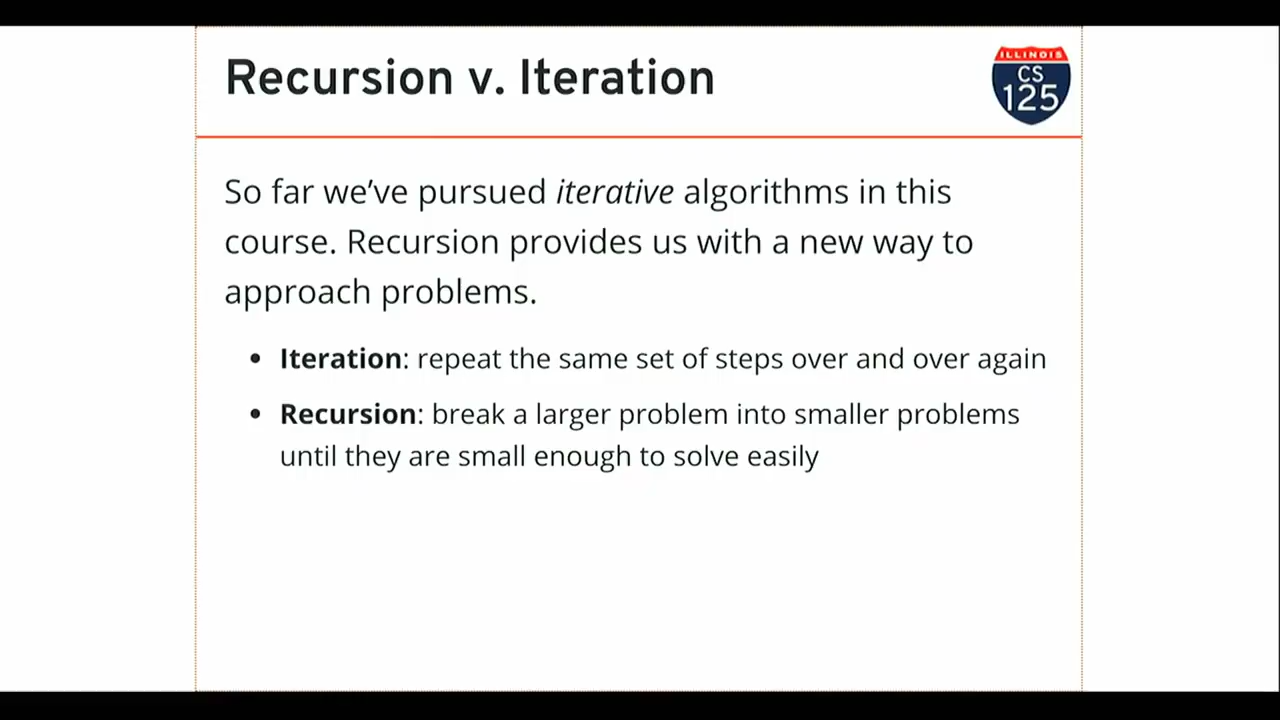 Recursion v. Iteration
ILLINOIS
CS
125
So far we’ve pursued iterative algorithms in this
course. Recursion provides us with a new way to
approach problems.
• Iteration: repeat the same set of steps over and over again
• Recursion: break a larger problem into smaller problems
until they are small enough to solve easily